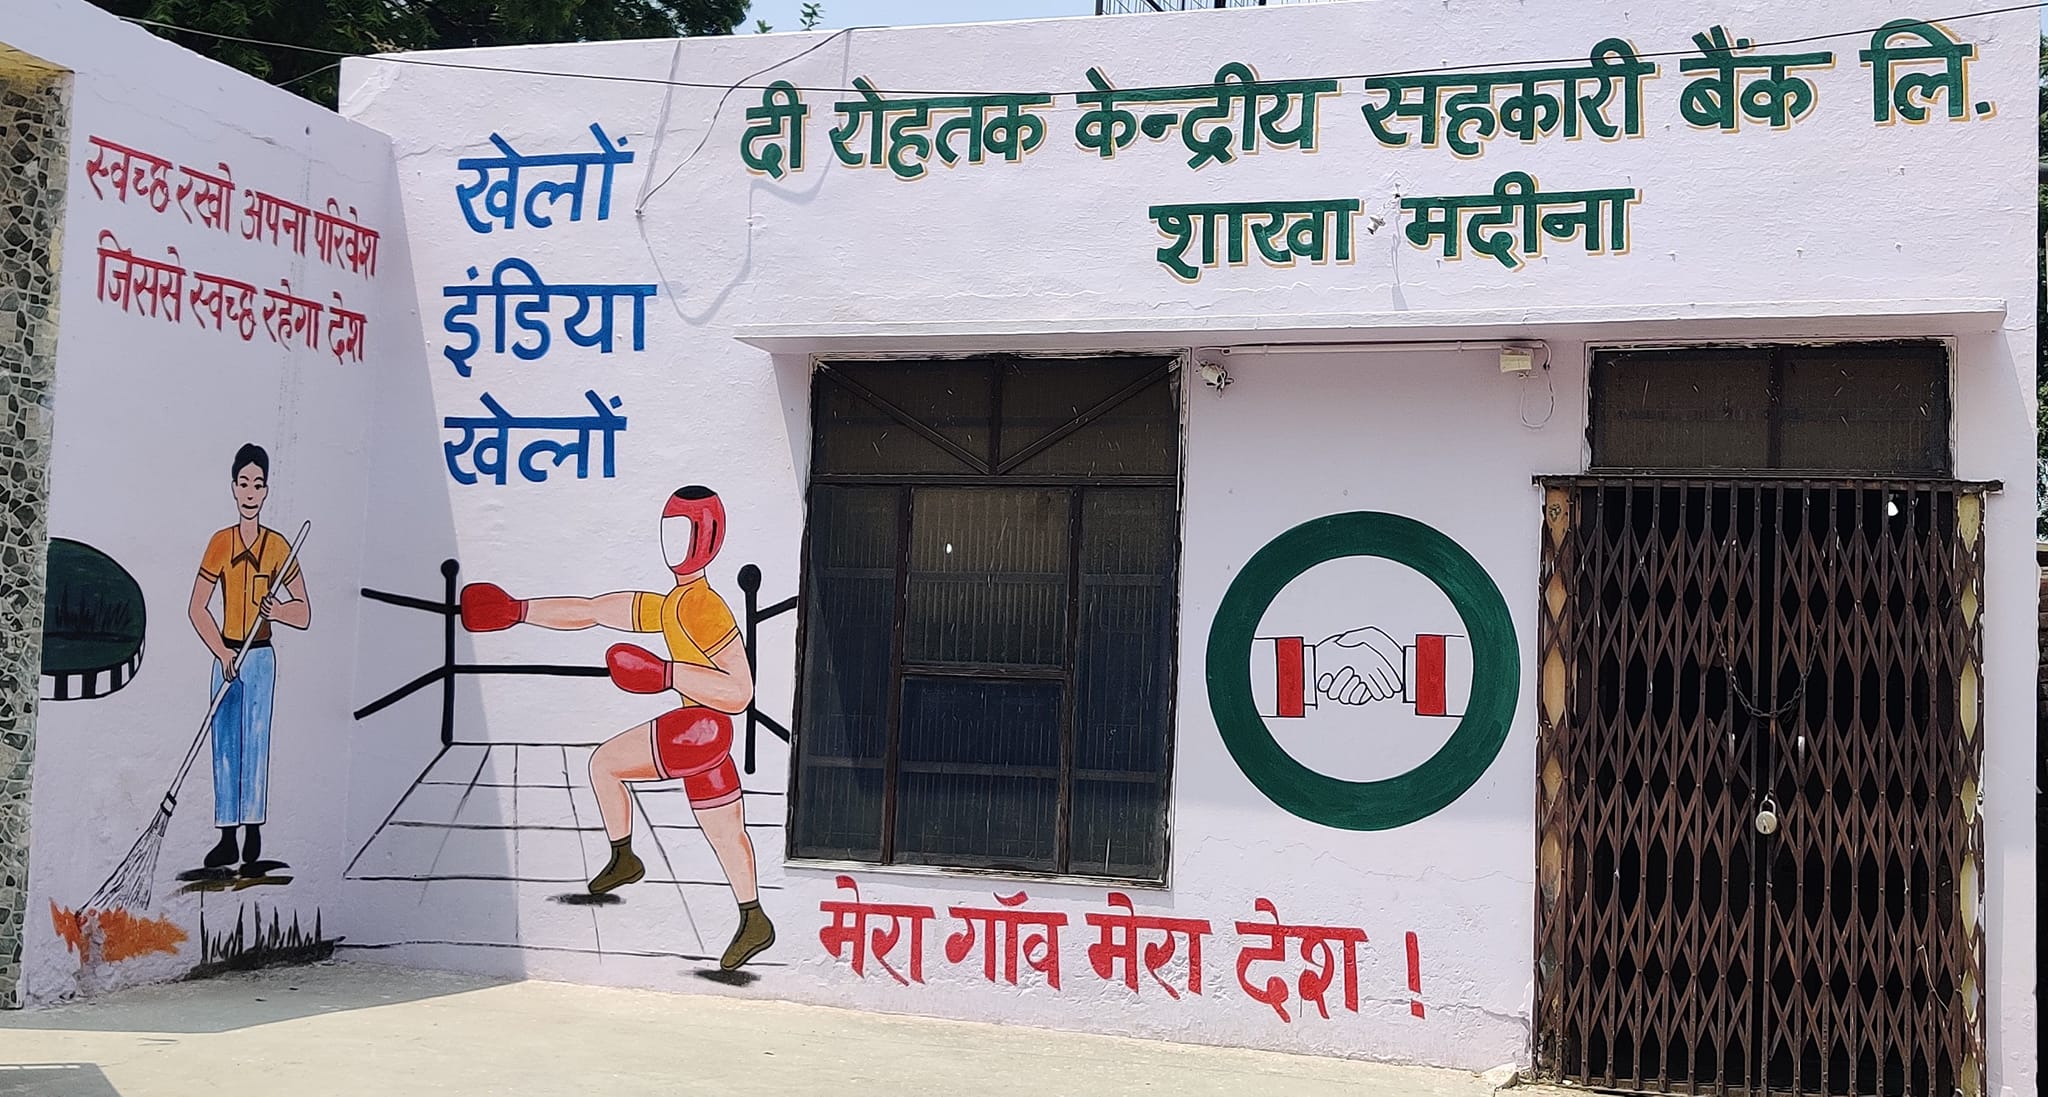 स्वच्छ रखो अपना परिवेश
जिससे स्वच्छ रहेगा देश
खेलों
इंडिया
खेलों
दी रोहतक केन्द्रीय सहकारी बैंक लि.
शाखा मदीना
मेरा गॉव मेरा देश !